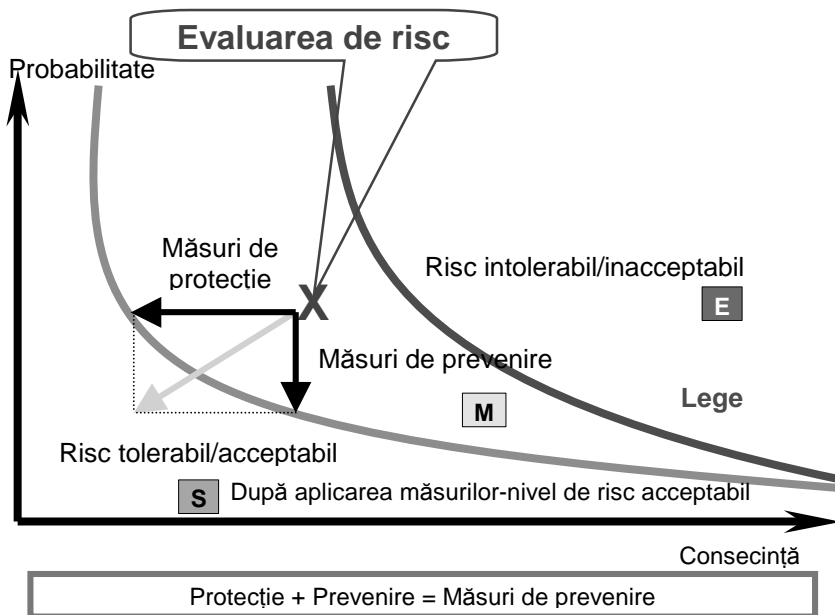 Evaluarea de risc
Probabilitate
Măsuri de
protecție
Risc intolerabil/inacceptabil
X
E
Măsuri de prevenire
M
Lege
Risc tolerabil/acceptabil
S
După aplicarea măsurilor-nivel de risc acceptabil
Consecință
Protecție + Prevenire = Măsuri de prevenire